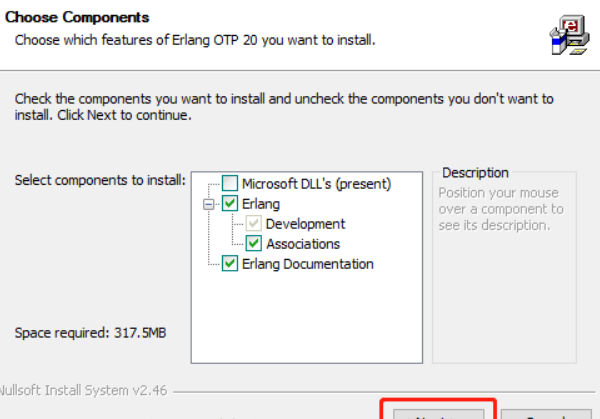 Choose Components
Choose which features of Erlang OTP 20 you want to install.
Check the components you want to install and uncheck the components you don't want to
install. Click Next to continue.
Select components to install:
Microsoft DLL's (present)
Erlang
Development
Associations
Erlang Documentation
Description
Position your mouse
over a component to
see its description.
Space required: 317.5MB
Nullsoft Install System v2.46